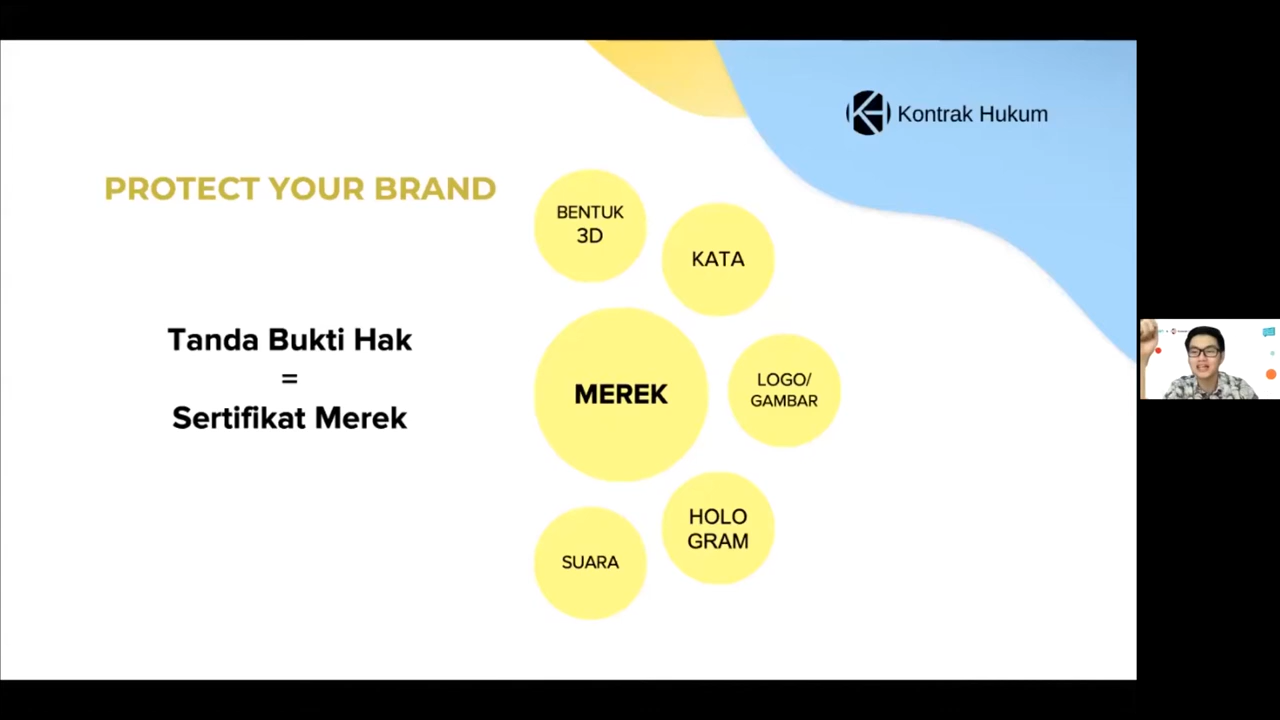 Kontrak Hukum
PROTECT YOUR BRAND
Tanda Bukti Hak
=
Sertifikat Merek
BENTUK
3D
KATA
MEREK
LOGO/
GAMBAR
HOLO
GRAM
SUARA